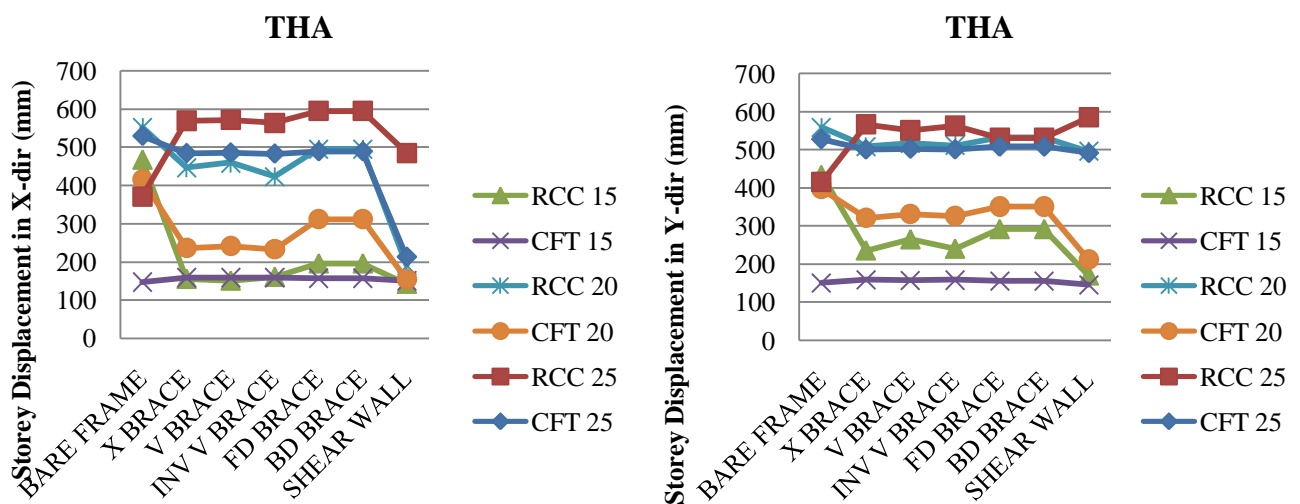 THA
Storey Displacement in X-dir (mm)
700
600
500
400
300
200
100
0
BARE FRAME
X BRACE
V BRACE
INV V BRACE
FD BRACE
BD BRACE
SHEAR WALL
RCC 15
CFT 15
RCC 20
CFT 20
RCC 25
CFT 25
THA
Storey Displacement in Y-dir (mm)
700
600
500
400
300
200
100
0
BARE FRAME
X BRACE
V BRACE
INV V BRACE
FD BRACE
BD BRACE
SHEAR WALL
RCC 15
CFT 15
RCC 20
CFT 20
RCC 25
CFT 25